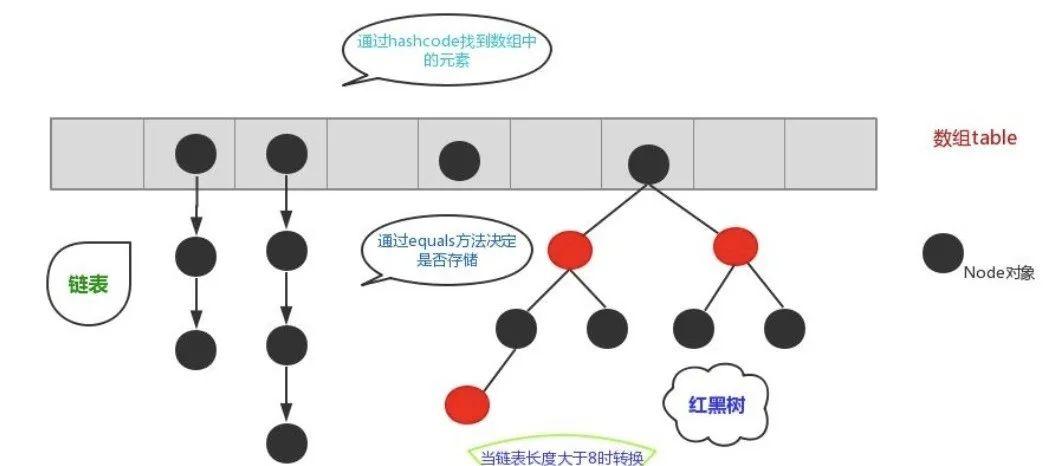 通过hashcode找到数组中
的元素
数组table
通过equals方法决定
是否存储
链表
Node对象
红黑树
当链表长度大于8时转换